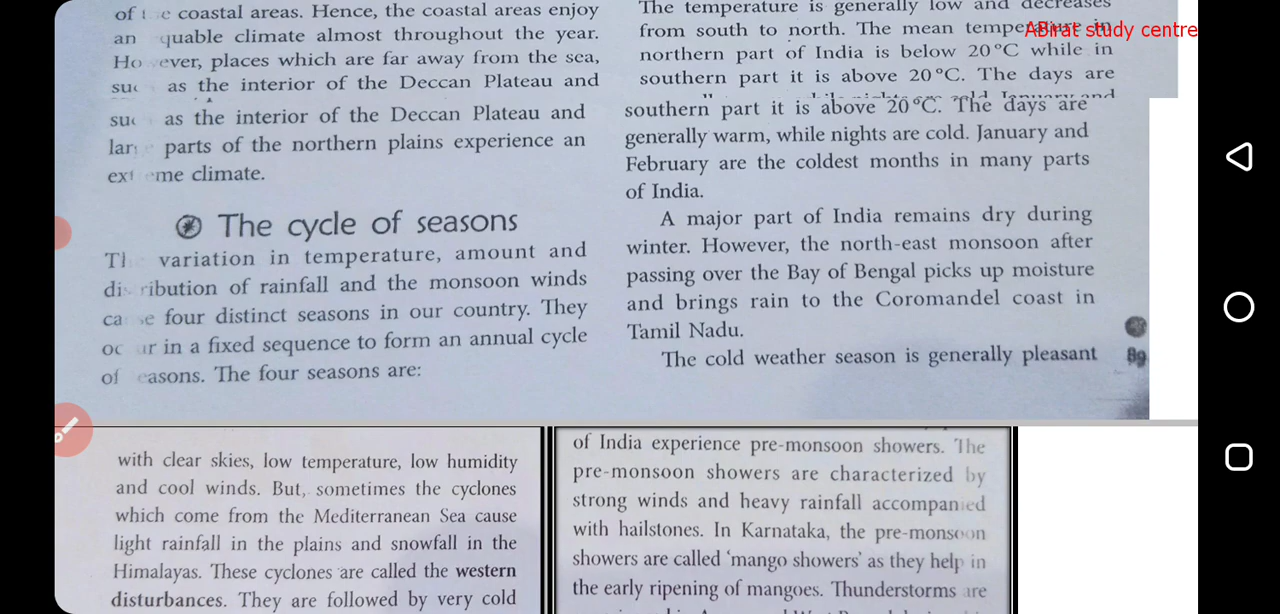 of the coastal areas. Hence, the coastal areas enjoy
an equable climate almost throughout the year.
However, places which are far away from the sea,
such as the interior of the Deccan Plateau and
such as the interior of the Deccan Plateau and
large parts of the northern plains experience an
extreme climate.
The cycle of seasons
The variation in temperature, amount and
distribution of rainfall and the monsoon winds
cause four distinct seasons in our country. They
occur in a fixed sequence to form an annual cycle
of seasons. The four seasons are:
The temperature is generally low and decreases
from south to north. The mean temperature in
northern part of India is below 20°C while in
southern part it is above 20°C. The days are
southern part it is above 20°C. The days are
generally warm, while nights are cold. January and
February are the coldest months in many parts
of India.
A major part of India remains dry during
winter. However, the north-east monsoon after
passing over the Bay of Bengal picks up moisture
and brings rain to the Coromandel coast in
Tamil Nadu.
The cold weather season is generally pleasant
89
ABirat study centre
with clear skies, low temperature, low humidity
and cool winds. But, sometimes the cyclones
which come from the Mediterranean Sea cause
light rainfall in the plains and snowfall in the
Himalayas. These cyclones are called the western
disturbances. They are followed by very cold
of India experience pre-monsoon showers. The
pre-monsoon showers are characterized by
strong winds and heavy rainfall accompanied
with hailstones. In Karnataka, the pre-monsoon
showers are called 'mango showers' as they help in
the early ripening of mangoes. Thunderstorms are